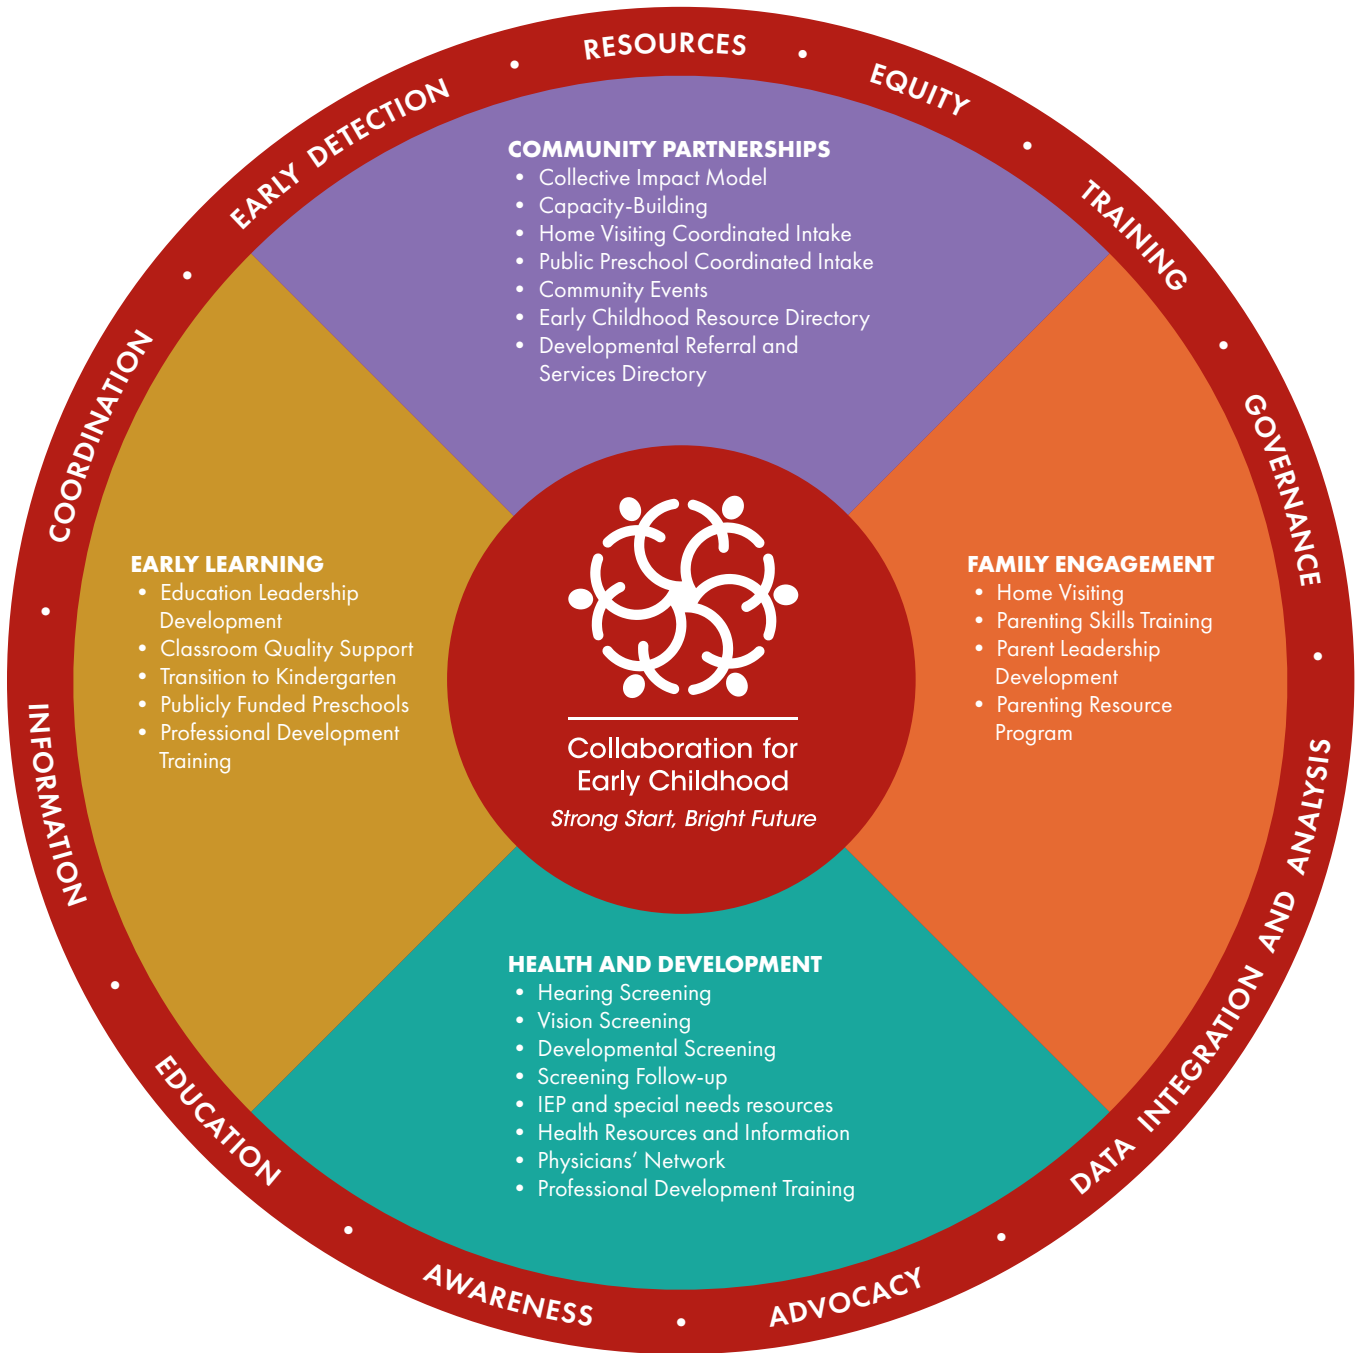 RESOURCES • EQUITY • TRAINING • GOVERNANCE • DATA INTEGRATION AND ANALYSIS • ADVOCACY • AWARENESS • EDUCATION • INFORMATION • COORDINATION • EARLY DETECTION •
COMMUNITY PARTNERSHIPS
• Collective Impact Model
• Capacity-Building
• Home Visiting Coordinated Intake
• Public Preschool Coordinated Intake
• Community Events
• Early Childhood Resource Directory
• Developmental Referral and
Services Directory
EARLY LEARNING
• Education Leadership
Development
• Classroom Quality Support
• Transition to Kindergarten
• Publicly Funded Preschools
• Professional Development
Training
Collaboration for
Early Childhood
Strong Start, Bright Future
FAMILY ENGAGEMENT
• Home Visiting
• Parenting Skills Training
• Parent Leadership
Development
• Parenting Resource
Program
HEALTH AND DEVELOPMENT
• Hearing Screening
• Vision Screening
• Developmental Screening
• Screening Follow-up
• IEP and special needs resources
• Health Resources and Information
• Physicians’ Network
• Professional Development Training